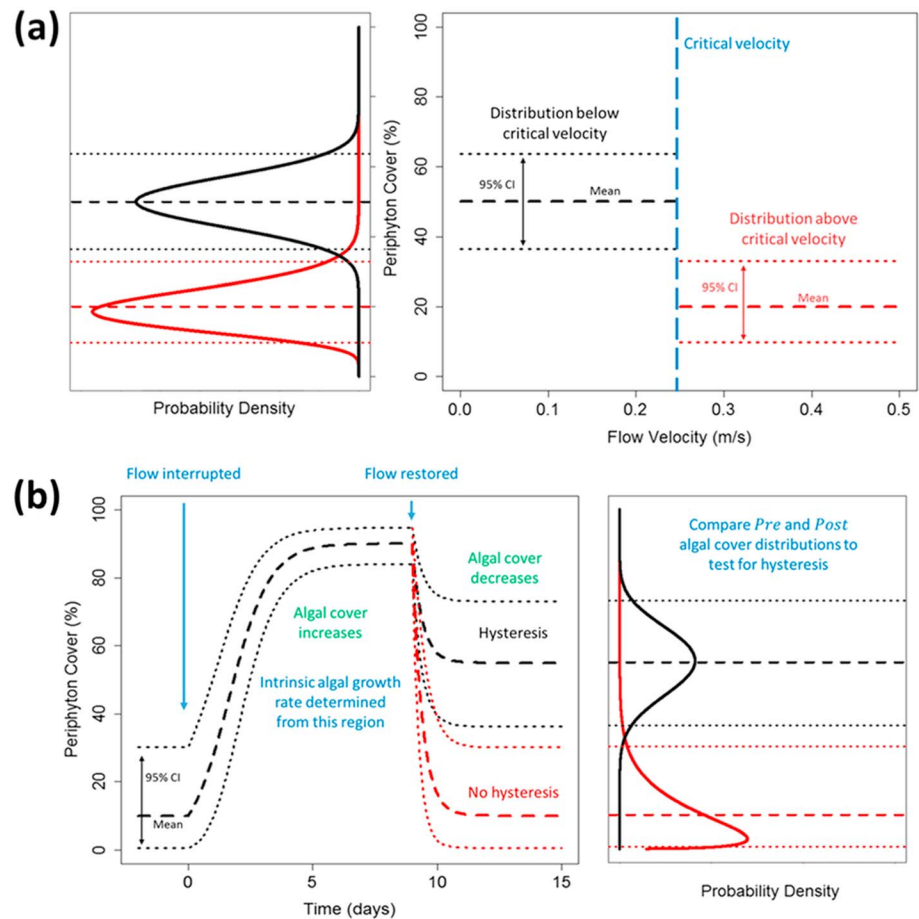 (a)
Probability Density
Periphyton Cover (%)
100
80
60
40
20
0
Critical velocity
Distribution below
critical velocity
95% CI
Mean
Distribution above
critical velocity
95% CI
Mean
0.0 0.1 0.2 0.3 0.4 0.5
Flow Velocity (m/s)
(b)
Flow interrupted
Flow restored
Periphyton Cover (%)
100
80
60
40
20
0
Algal cover
decreases
Algal cover
increases
Hysteresis
Intrinsic algal growth
rate determined
from this region
95% CI
Mean
No hysteresis
0 5 10 15
Time (days)
Compare Pre and Post
algal cover distributions to
test for hysteresis
Probability Density